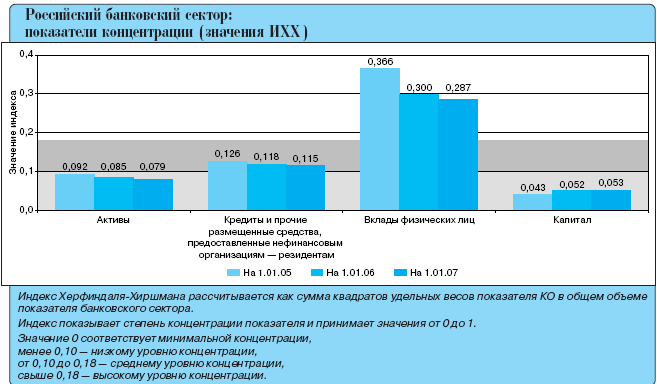 Российский банковский сектор:
показатели концентрации (значения ИХХ)
Значение индекса
0,4
0,3
0,2
0,1
0,0
0,092
0,085
0,079
0,126
0,118
0,115
0,366
0,300
0,287
0,043
0,052
0,053
Активы
Кредиты и прочие
размещенные средства,
предоставленные нефинансовым
организациям — резидентам
Вклады физических лиц
Капитал
На 1.01.05
На 1.01.06
На 1.01.07
Индекс Херфиндаля-Хиршмана рассчитывается как сумма квадратов удельных весов показателя КО в общем объеме
показателя банковского сектора.
Индекс показывает степень концентрации показателя и принимает значения от 0 до 1.
Значение 0 соответствует минимальной концентрации,
менее 0,10 — низкому уровню концентрации,
от 0,10 до 0,18 — среднему уровню концентрации,
свыше 0,18 — высокому уровню концентрации.